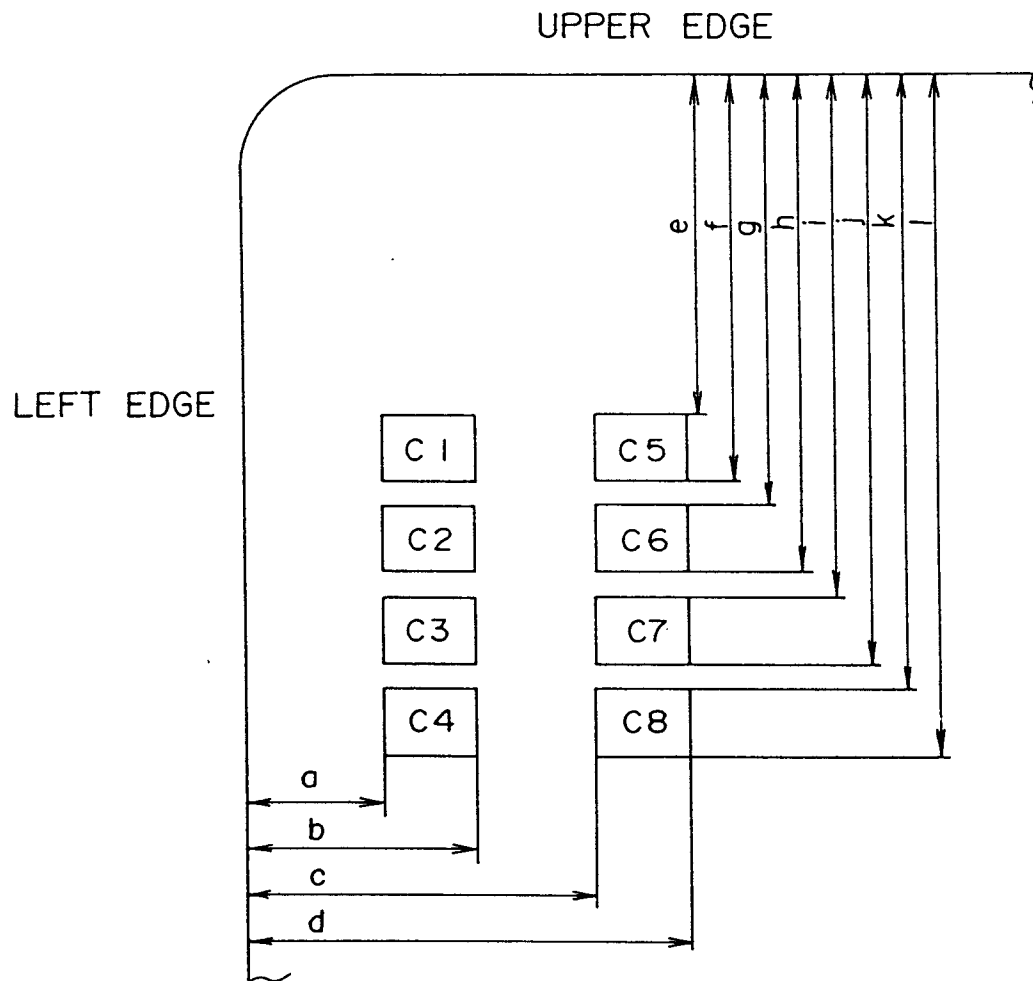 UPPER EDGE
e f g h i j k l
LEFT EDGE
C1 C5
C2 C6
C3 C7
C4 C8
a
b
c
d